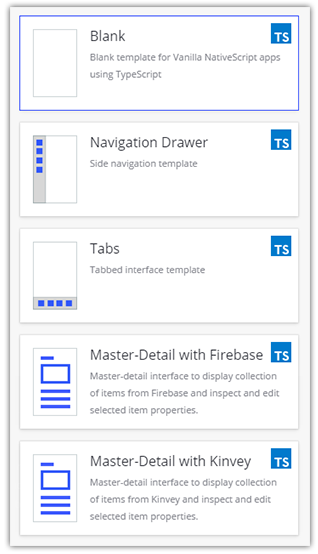 Blank
TS
Blank template for Vanilla NativeScript apps
using TypeScript
Navigation Drawer
TS
Side navigation template
Tabs
TS
Tabbed interface template
Master-Detail with Firebase
TS
Master-detail interface to display collection
of items from Firebase and inspect and edit
selected item properties.
Master-Detail with Kinvey
TS
Master-detail interface to display collection
of items from Kinvey and inspect and edit
selected item properties.